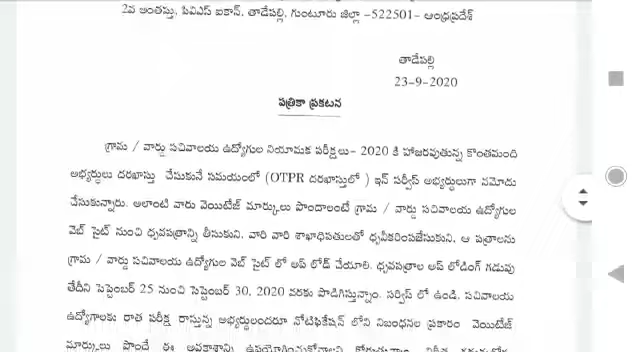 2వ అంతస్తు, పివిఎస్ ఐకాన్, తాడేపల్లి, గుంటూరు జిల్లా -522501- ఆంధ్రప్రదేశ్
తాడేపల్లి
23-9-2020
పత్రికా ప్రకటన
గ్రామ / వార్డు సచివాలయ ఉద్యోగుల నియామక పరీక్షలు- 2020 కి హాజరవుతున్న కొంతమంది
అభ్యర్థులు దరఖాస్తు చేసుకునే సమయంలో (OTPR దరఖాస్తులో ) ఇన్ సర్వీస్ అభ్యర్థులుగా నమోదు
చేసుకున్నారు. అలాంటి వారు వెయిటేజ్ మార్కులు పొందాలంటే గ్రామ / వార్డు సచివాలయ ఉద్యోగుల
వెబ్ సైట్ నుంచి ధృవపత్రాన్ని తీసుకుని, వారి వారి శాఖాధిపతులతో ధృవీకరింపజేసుకుని, ఆ పత్రాలను
గ్రామ / వార్డు సచివాలయ ఉద్యోగుం వెబ్ సైట్ లో అప్ లోడ్ చేయాలి. ధృవపత్రాల అప్ లోడింగ్ గడువు
తేదీని సెప్టెంబర్ 25 నుంచి సెప్టెంబర్ 30, 2020 వరకు పొడిగిస్తున్నాం. సర్విస్ లో ఉండి, సచివాలయ
ఉద్యోగాలకు రాత పరీక్ష రాస్తున్న అభ్యర్థులందరూ నోటిఫికేషన్ లోని నిబంధనల ప్రకారం వెయిటేజ్
మార్కులు పొందే ఈ అవకాశాన్ని ఉపయోగించుకోవాలని కోరుతున్నాం.